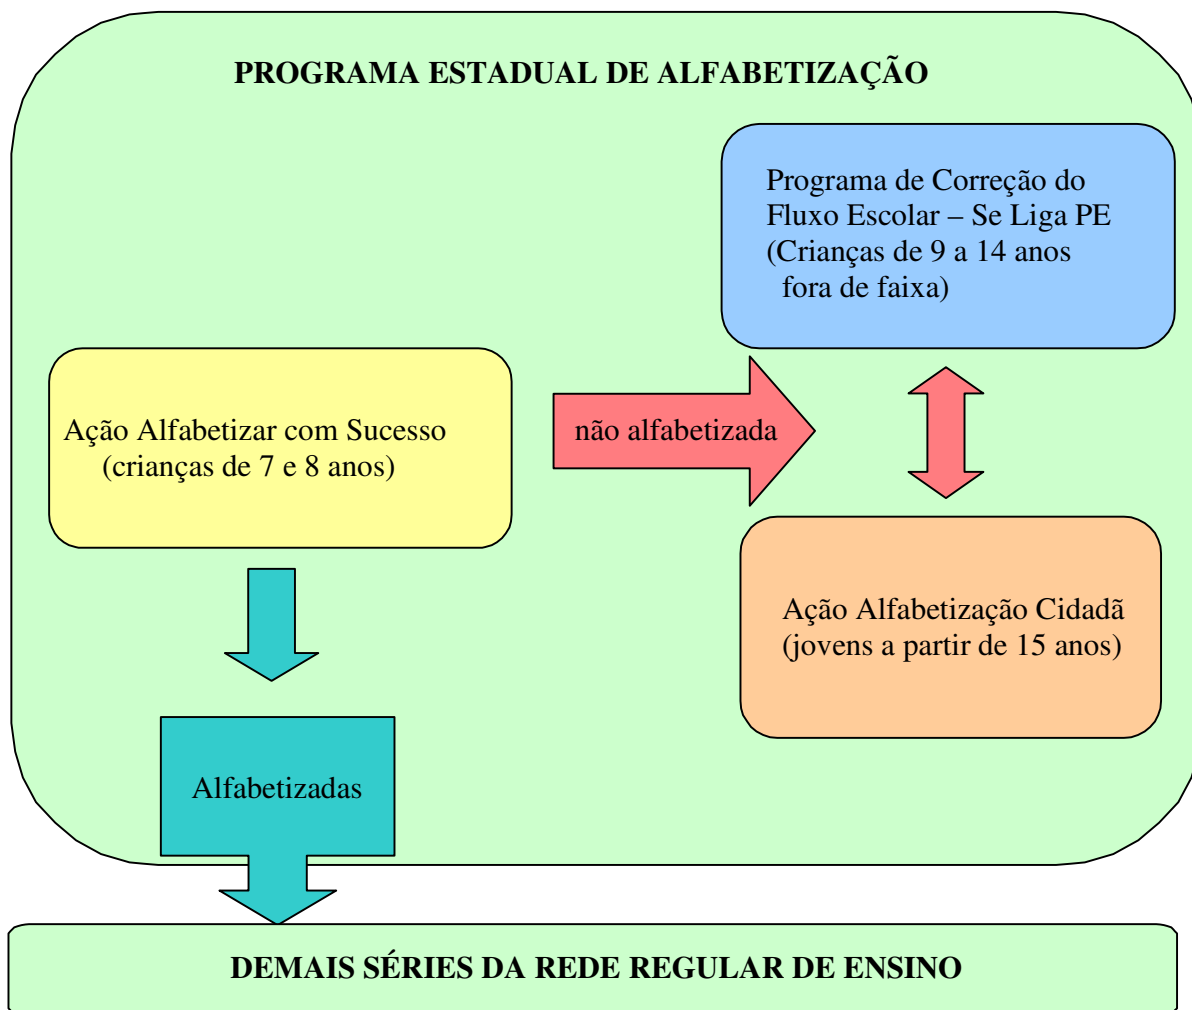 PROGRAMA ESTADUAL DE ALFABETIZAÇÃO
Programa de Correção do
Fluxo Escolar – Se Liga PE
(Crianças de 9 a 14 anos
fora de faixa)
Ação Alfabetizar com Sucesso
(crianças de 7 e 8 anos)
não alfabetizada
Ação Alfabetização Cidadã
(jovens a partir de 15 anos)
Alfabetizadas
DEMAIS SÉRIES DA REDE REGULAR DE ENSINO